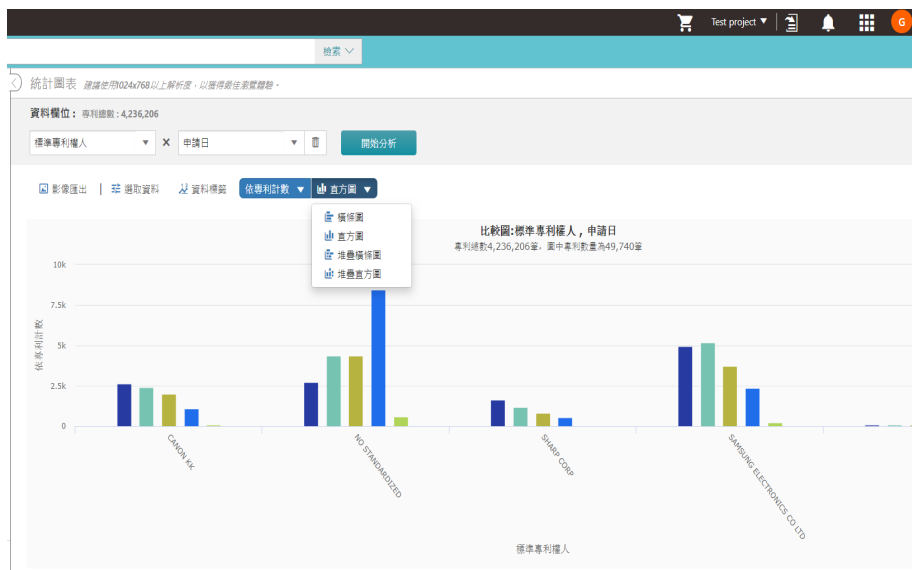 Test project ▼
G
檢索
統計圖表 建議使用1024x768以上解析度，以獲得最佳瀏覽體驗。
資料欄位： 專利總數 : 4,236,206
標準專利權人 ▼ X 申請日 ▼ 開始分析
影像匯出 | 選取資料 資料標籤 依專利計數 ▼ 直方圖 ▼
橫條圖
直方圖
堆疊橫條圖
堆疊直方圖
比較圖:標準專利權人 , 申請日
專利總數4,236,206筆，圖中專利數量為49,740筆
10k
7.5k
5k
2.5k
0
依專利計數
CANON KK
NO STANDARDIZED
SHARP CORP
SAMSUNG ELECTRONICS CO LTD
標準專利權人